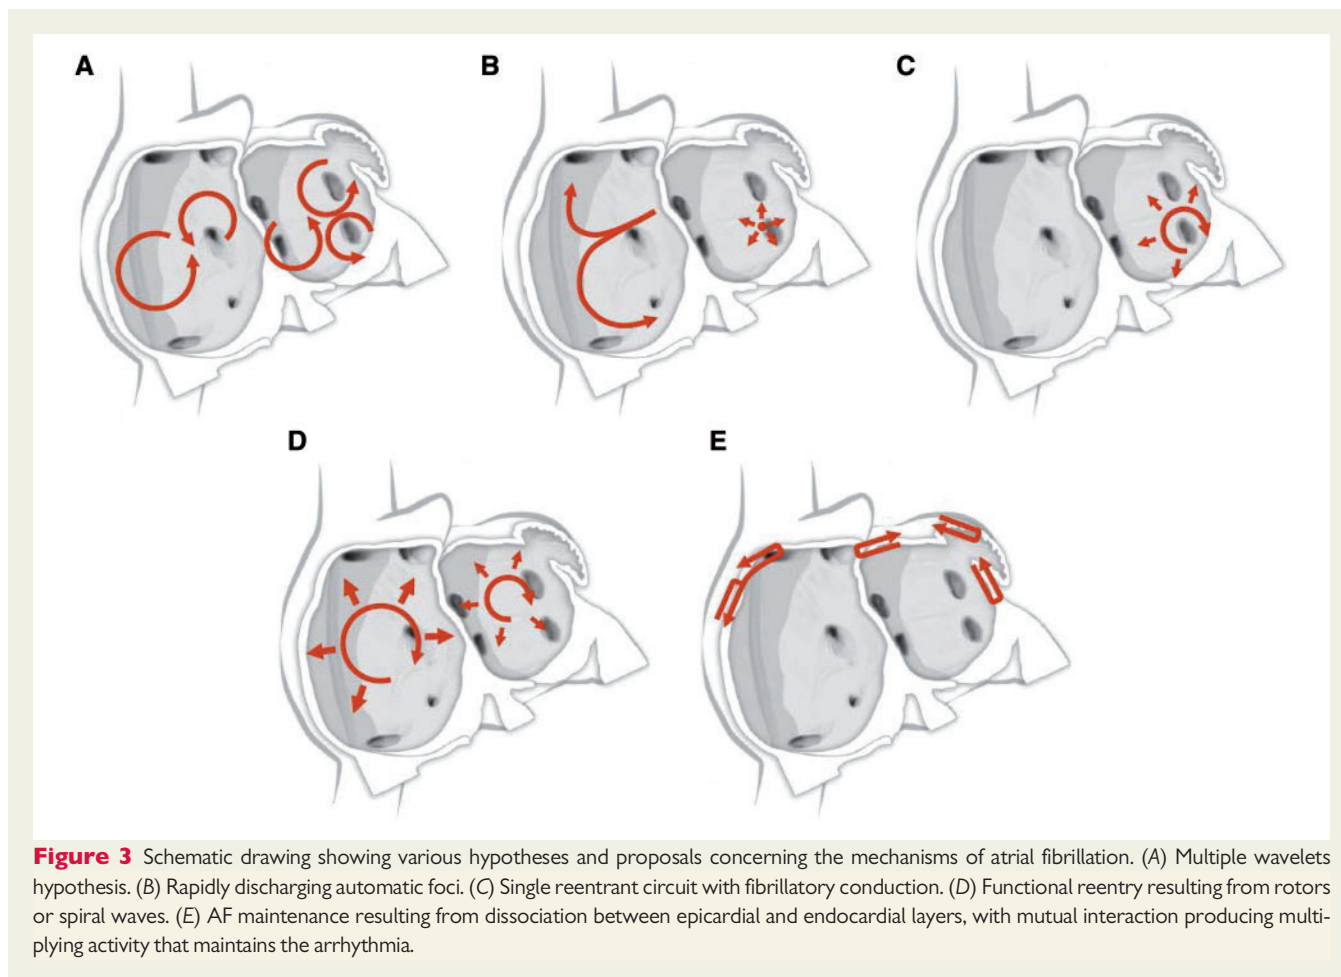 A
B
C
D
E
Figure 3 Schematic drawing showing various hypotheses and proposals concerning the mechanisms of atrial fibrillation. (A) Multiple wavelets
hypothesis. (B) Rapidly discharging automatic foci. (C) Single reentrant circuit with fibrillatory conduction. (D) Functional reentry resulting from rotors
or spiral waves. (E) AF maintenance resulting from dissociation between epicardial and endocardial layers, with mutual interaction producing multi-
plying activity that maintains the arrhythmia.